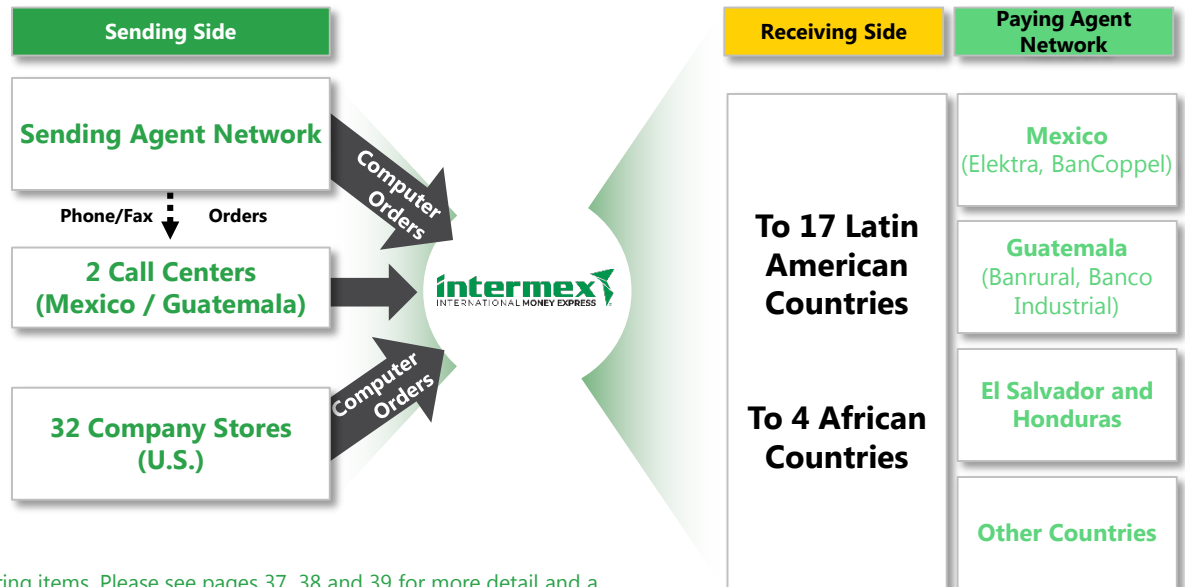 Sending Side
Receiving Side
Paying Agent
Network
Sending Agent Network
Computer
Orders
Phone/Fax
Orders
2 Call Centers
(Mexico / Guatemala)
intermex
INTERNATIONAL MONEY EXPRESS
Computer
Orders
32 Company Stores
(U.S.)
To 17 Latin
American
Countries
To 4 African
Countries
Mexico
(Elektra, BanCoppel)
Guatemala
(Banrural, Banco
Industrial)
El Salvador and
Honduras
Other Countries
items. Please see pages 37, 38 and 39 for more detail and a